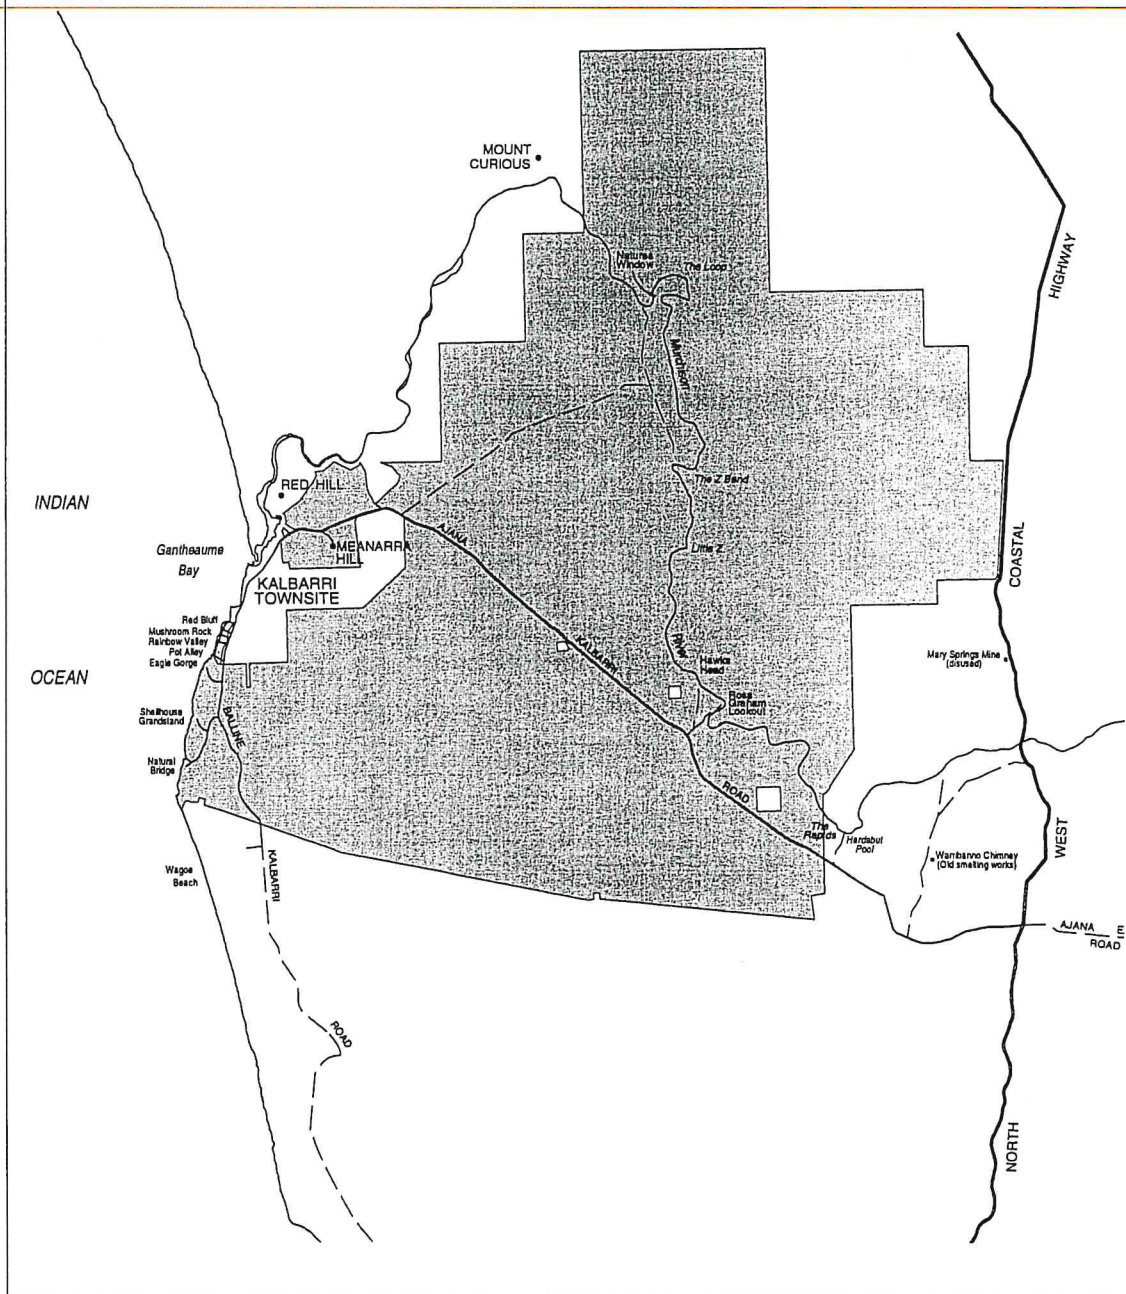 MOUNT
CURIOUS
HIGHWAY
Natures
Window
The Loop
Murchison
RED HILL
The Z Bend
INDIAN
AJANA
Gantheaume
Bay
MEANARRA
HILL
Little Z
COASTAL
KALBARRI
TOWNSITE
Red Bluff
Mushroom Rock
Rainbow Valley
Pot Alley
Eagle Gorge
KALBARRI
River
Hawks
Head
Mary Springs Mine
(disused)
OCEAN
Ross
Graham
Lookout
Shellhouse
Grandstand
BALLINE
Natural
Bridge
ROAD
The
Rapids
Hardabut
Pool
WEST
Warribanno Chimney
(Old smelting works)
Wagoe
Beach
KALBARRI
AJANA E
ROAD
ROAD
NORTH